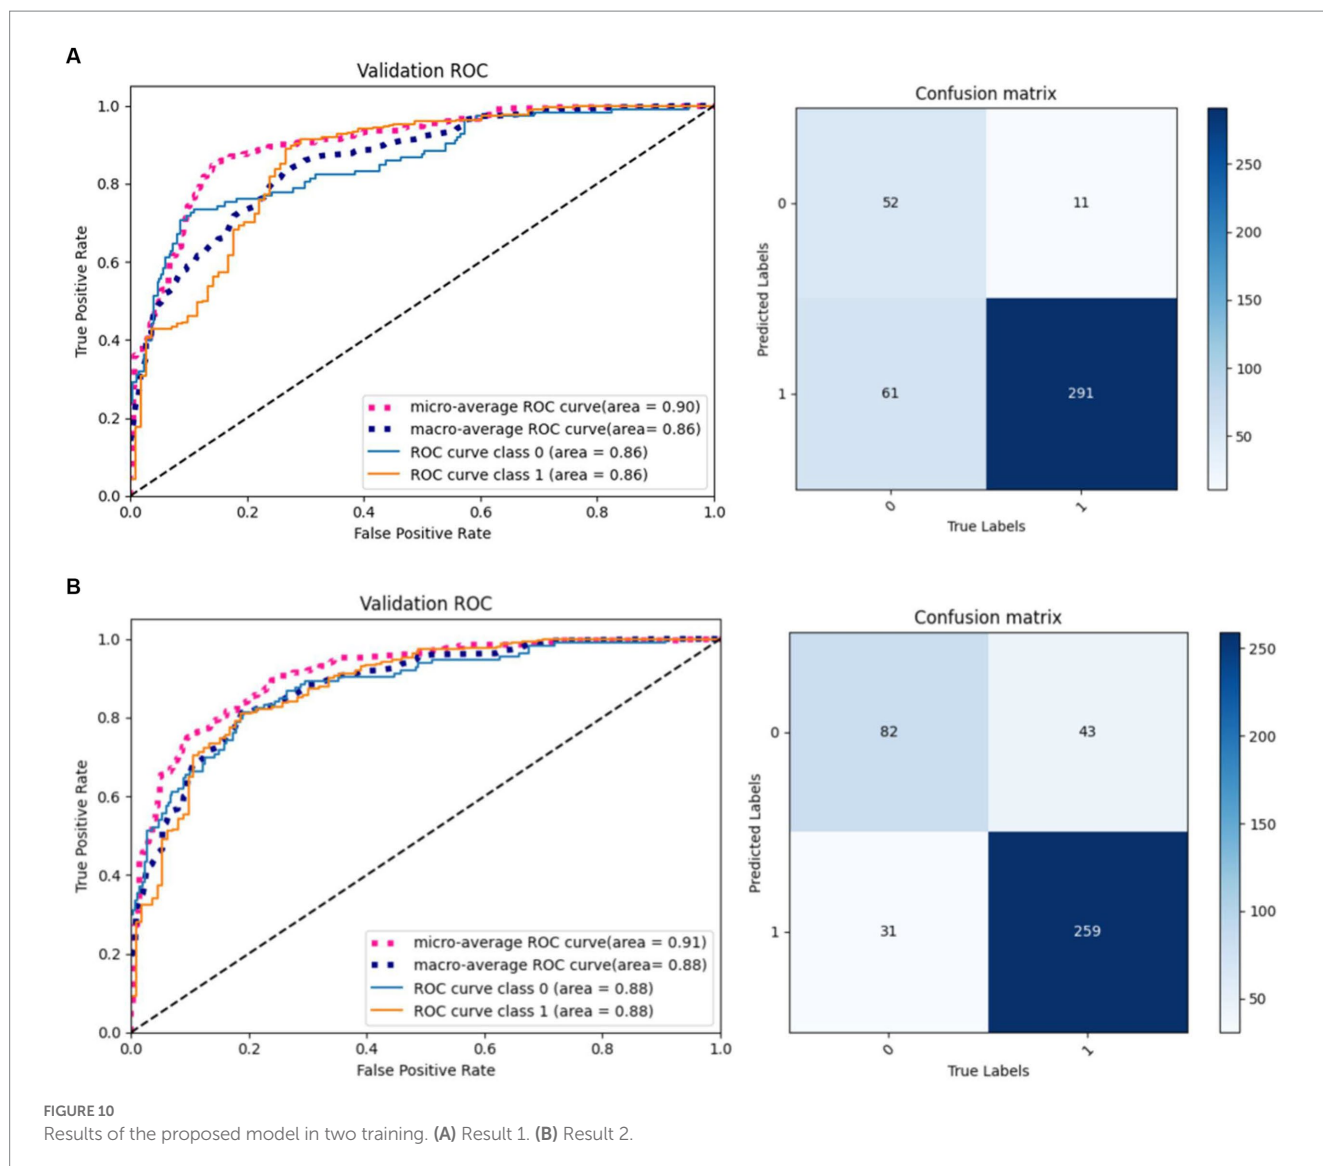 A
Validation ROC
1.0
0.8
0.6
0.4
0.2
0.0
True Positive Rate
micro-average ROC curve(area = 0.90)
macro-average ROC curve(area= 0.86)
ROC curve class 0 (area = 0.86)
ROC curve class 1 (area = 0.86)
0.0 0.2 0.4 0.6 0.8 1.0
False Positive Rate
Confusion matrix
Predicted Labels
0 52 11
1 61 291
0 1
True Labels
250
200
150
100
50
B
Validation ROC
1.0
0.8
0.6
0.4
0.2
0.0
True Positive Rate
micro-average ROC curve(area = 0.91)
macro-average ROC curve(area= 0.88)
ROC curve class 0 (area = 0.88)
ROC curve class 1 (area = 0.88)
0.0 0.2 0.4 0.6 0.8 1.0
False Positive Rate
Confusion matrix
Predicted Labels
0 82 43
1 31 259
0 1
True Labels
250
200
150
100
50
FIGURE 10
Results of the proposed model in two training. (A) Result 1. (B) Result 2.